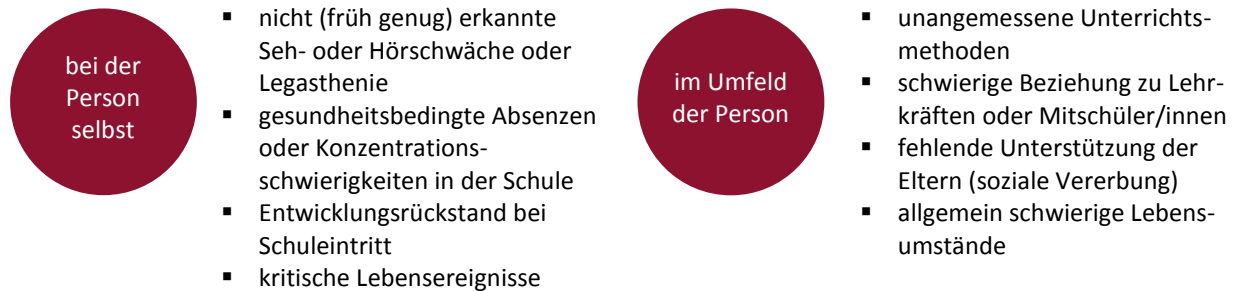 bei der
Person
selbst
▪ nicht (früh genug) erkannte
Seh- oder Hörschwäche oder
Legasthenie
▪ gesundheitsbedingte Absenzen
oder Konzentrations-
schwierigkeiten in der Schule
▪ Entwicklungsrückstand bei
Schuleintritt
▪ kritische Lebensereignisse
im Umfeld
der Person
▪ unangemessene Unterrichts-
methoden
▪ schwierige Beziehung zu Lehr-
kräften oder Mitschüler/innen
▪ fehlende Unterstützung der
Eltern (soziale Vererbung)
▪ allgemein schwierige Lebens-
umstände